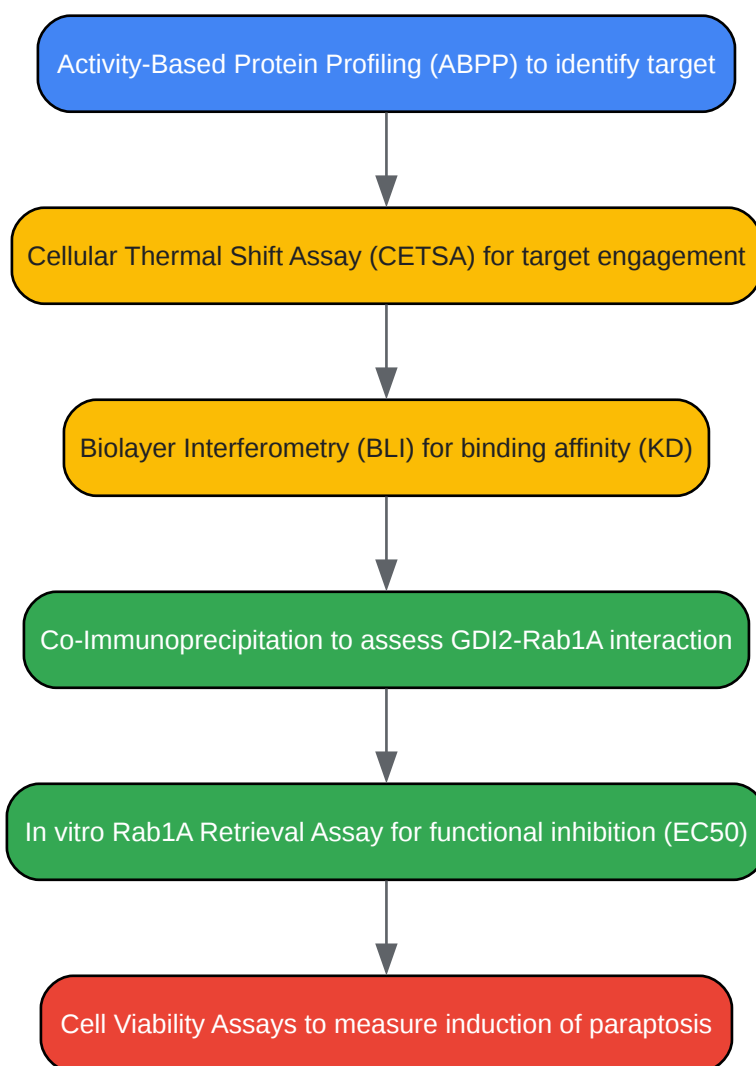 Activity-Based Protein Profiling (ABPP) to identify target
Cellular Thermal Shift Assay (CETSA) for target engagement
Biolayer Interferometry (BLI) for binding affinity (KD)
Co-Immunoprecipitation to assess GDI2-Rab1A interaction
In vitro Rab1A Retrieval Assay for functional inhibition (EC50)
Cell Viability Assays to measure induction of paraptosis